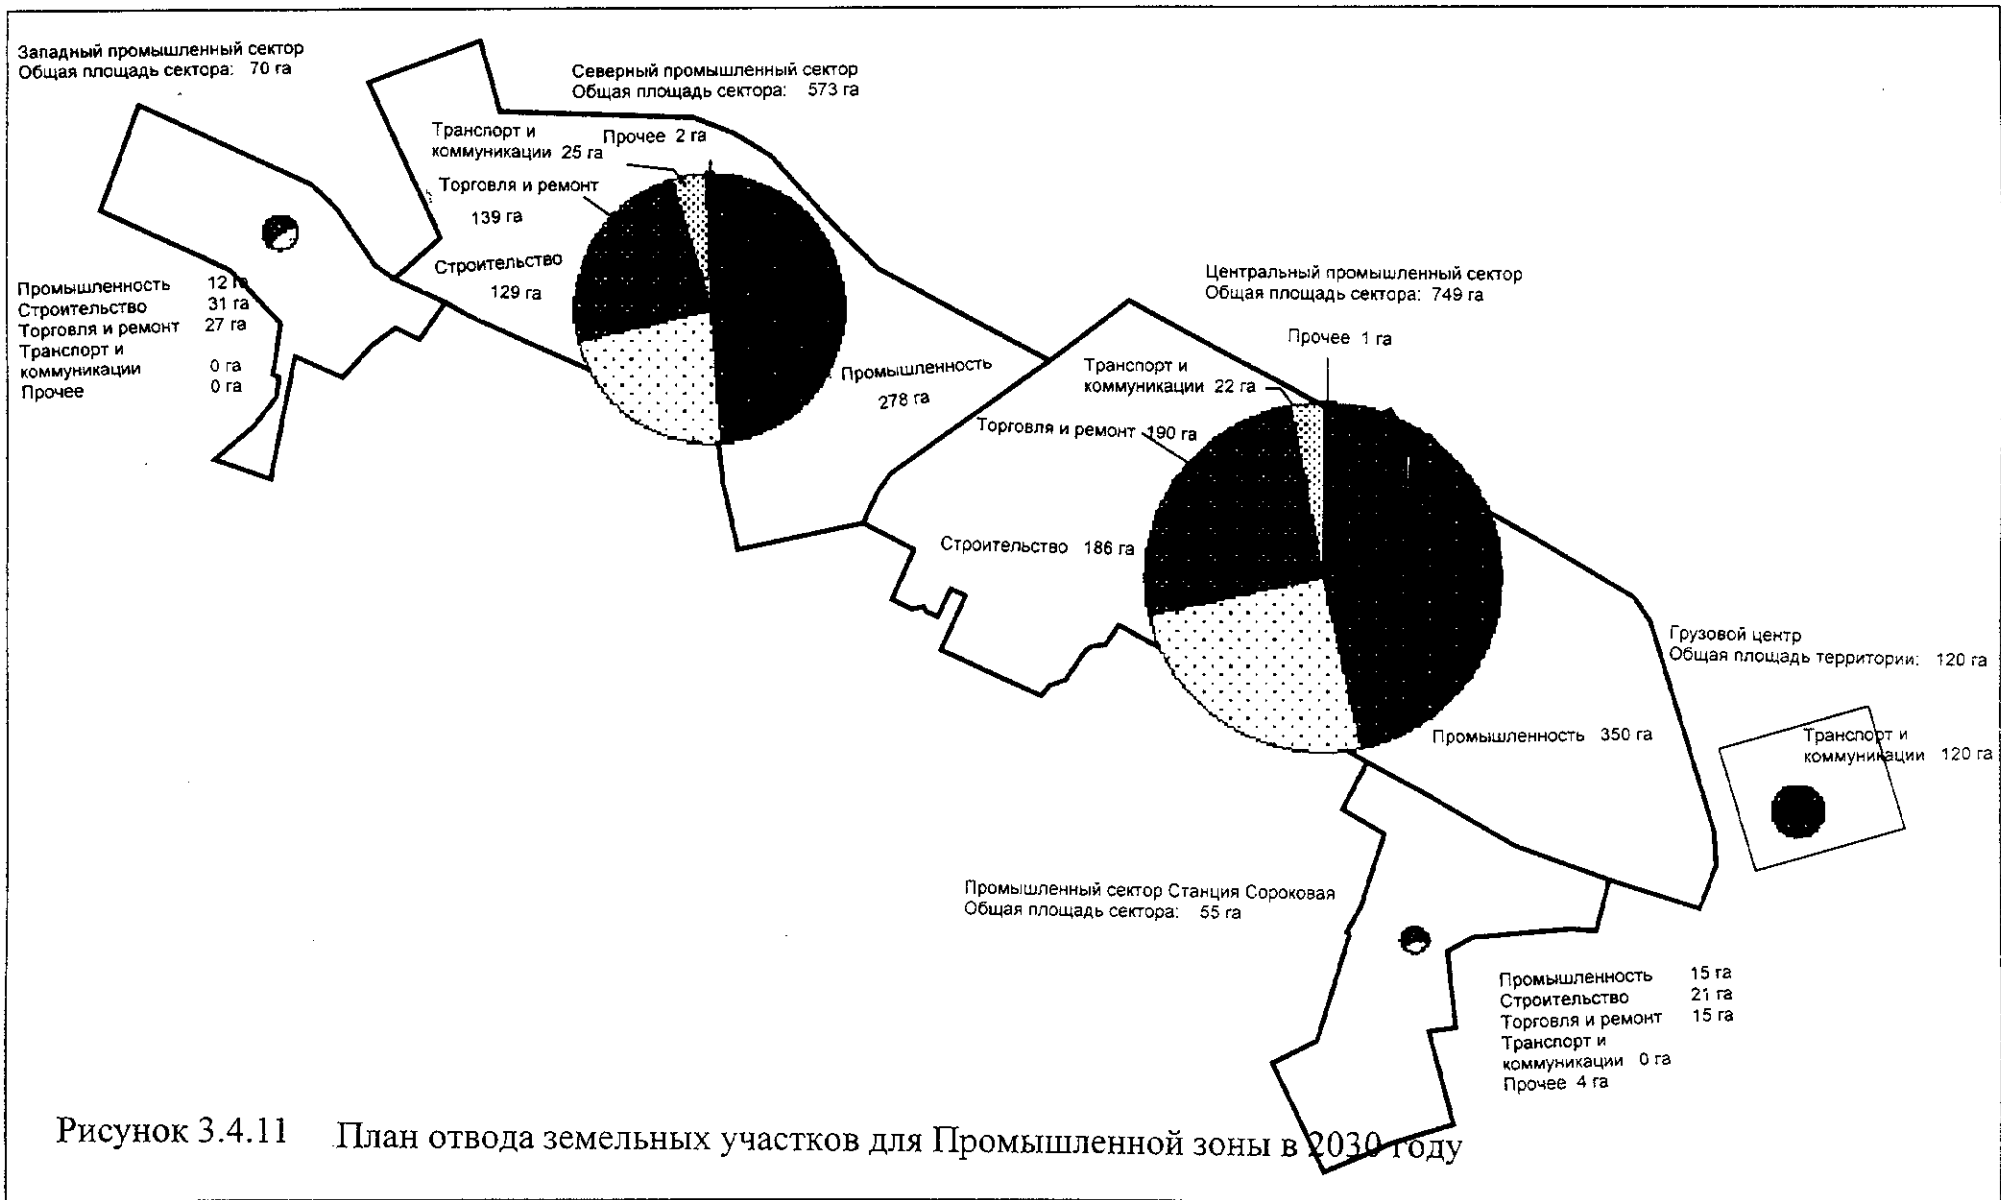 Западный промышленный сектор
Общая площадь сектора: 70 га
Северный промышленный сектор
Общая площадь сектора: 573 га
Транспорт и
коммуникации 25 га
Прочее 2 га
Торговля и ремонт
139 га
Строительство
129 га
Промышленность
278 га
Промышленность 12 га
Строительство 31 га
Торговля и ремонт 27 га
Транспорт и
коммуникации 0 га
Прочее 0 га
Центральный промышленный сектор
Общая площадь сектора: 749 га
Прочее 1 га
Транспорт и
коммуникации 22 га
Торговля и ремонт 190 га
Строительство 186 га
Промышленность 350 га
Грузовой центр
Общая площадь территории: 120 га
Транспорт и
коммуникации 120 га
Промышленный сектор Станция Сороковая
Общая площадь сектора: 55 га
Промышленность 15 га
Строительство 21 га
Торговля и ремонт 15 га
Транспорт и
коммуникации 0 га
Прочее 4 га
Рисунок 3.4.11 План отвода земельных участков для Промышленной зоны в 2030 году